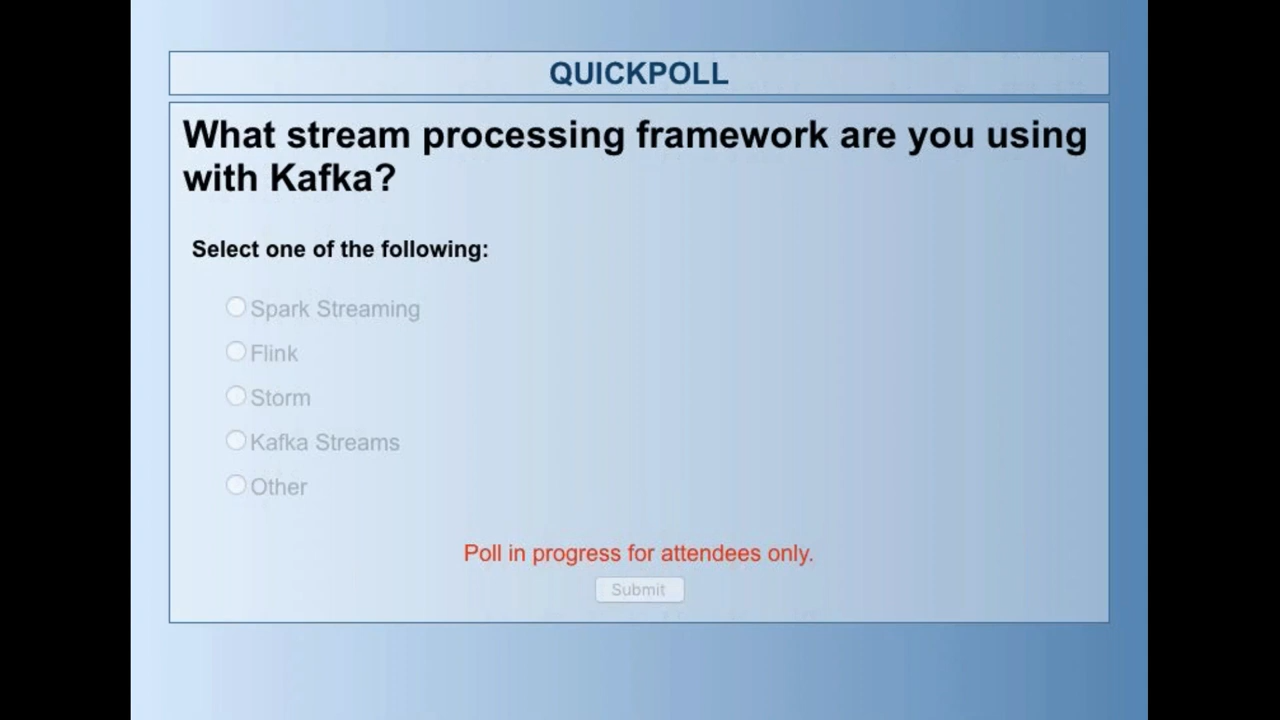 QUICKPOLL
What stream processing framework are you using
with Kafka?
Select one of the following:
Spark Streaming
Flink
Storm
Kafka Streams
Other
Poll in progress for attendees only.
Submit